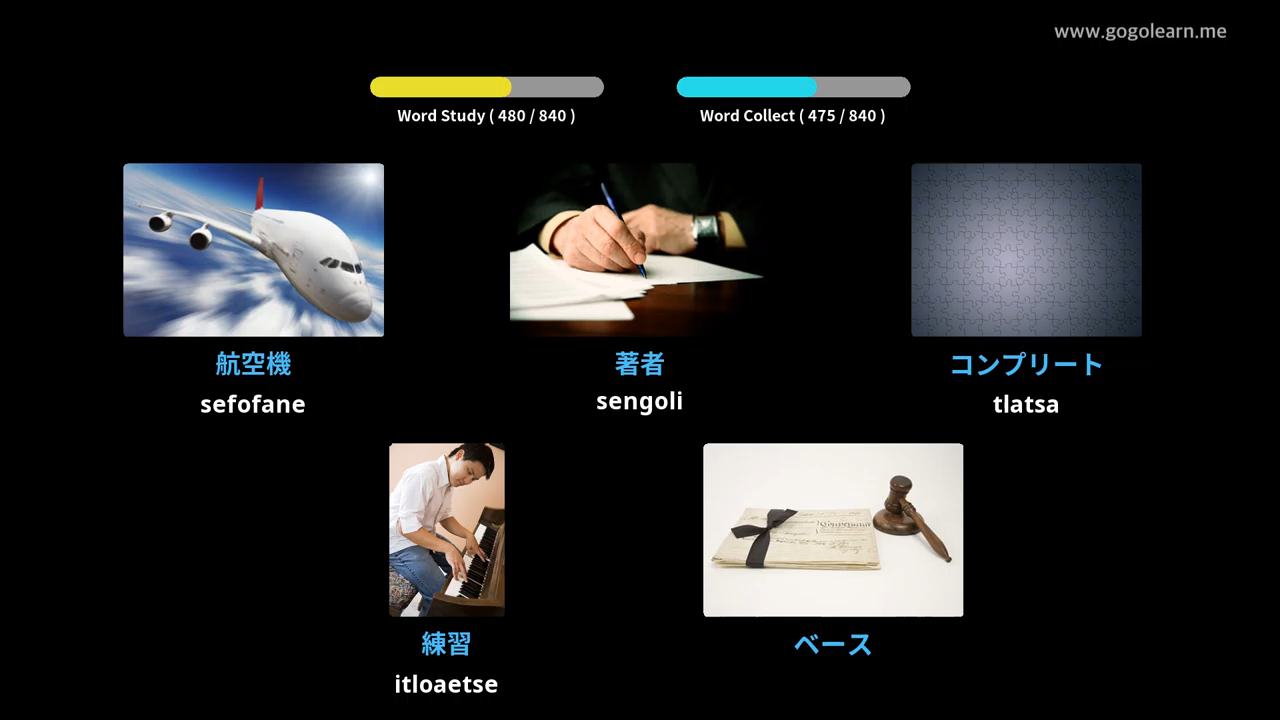 www.gogolearn.me
Word Study ( 480 / 840 )
Word Collect ( 475 / 840 )
航空機
sefofane
著者
sengoli
コンプリート
tlatsa
練習
itloaetse
ベース